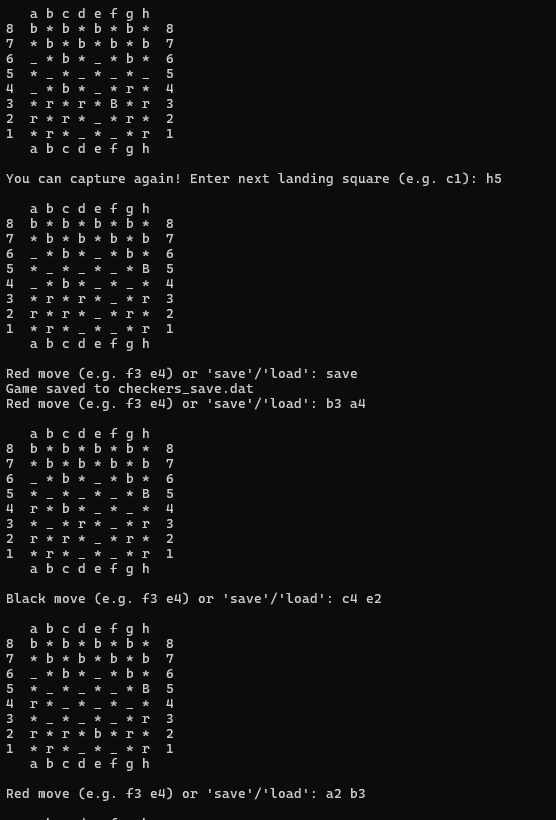 a b c d e f g h
8  b * b * b * b *  8
7  * b * b * b * b  7
6  _ * b * _ * b *  6
5  * _ * _ * _ * _  5
4  _ * b * _ * r *  4
3  * r * r * B * r  3
2  r * r * _ * r *  2
1  * r * _ * _ * r  1
   a b c d e f g h

You can capture again! Enter next landing square (e.g. c1): h5

   a b c d e f g h
8  b * b * b * b *  8
7  * b * b * b * b  7
6  _ * b * _ * b *  6
5  * _ * _ * _ * B  5
4  _ * b * _ * _ *  4
3  * r * r * _ * r  3
2  r * r * _ * r *  2
1  * r * _ * _ * r  1
   a b c d e f g h

Red move (e.g. f3 e4) or 'save'/'load': save
Game saved to checkers_save.dat
Red move (e.g. f3 e4) or 'save'/'load': b3 a4

   a b c d e f g h
8  b * b * b * b *  8
7  * b * b * b * b  7
6  _ * b * _ * b *  6
5  * _ * _ * _ * B  5
4  r * b * _ * _ *  4
3  * _ * r * _ * r  3
2  r * r * _ * r *  2
1  * r * _ * _ * r  1
   a b c d e f g h

Black move (e.g. f3 e4) or 'save'/'load': c4 e2

   a b c d e f g h
8  b * b * b * b *  8
7  * b * b * b * b  7
6  _ * b * _ * b *  6
5  * _ * _ * _ * B  5
4  r * _ * _ * _ *  4
3  * _ * _ * _ * r  3
2  r * r * b * r *  2
1  * r * _ * _ * r  1
   a b c d e f g h

Red move (e.g. f3 e4) or 'save'/'load': a2 b3